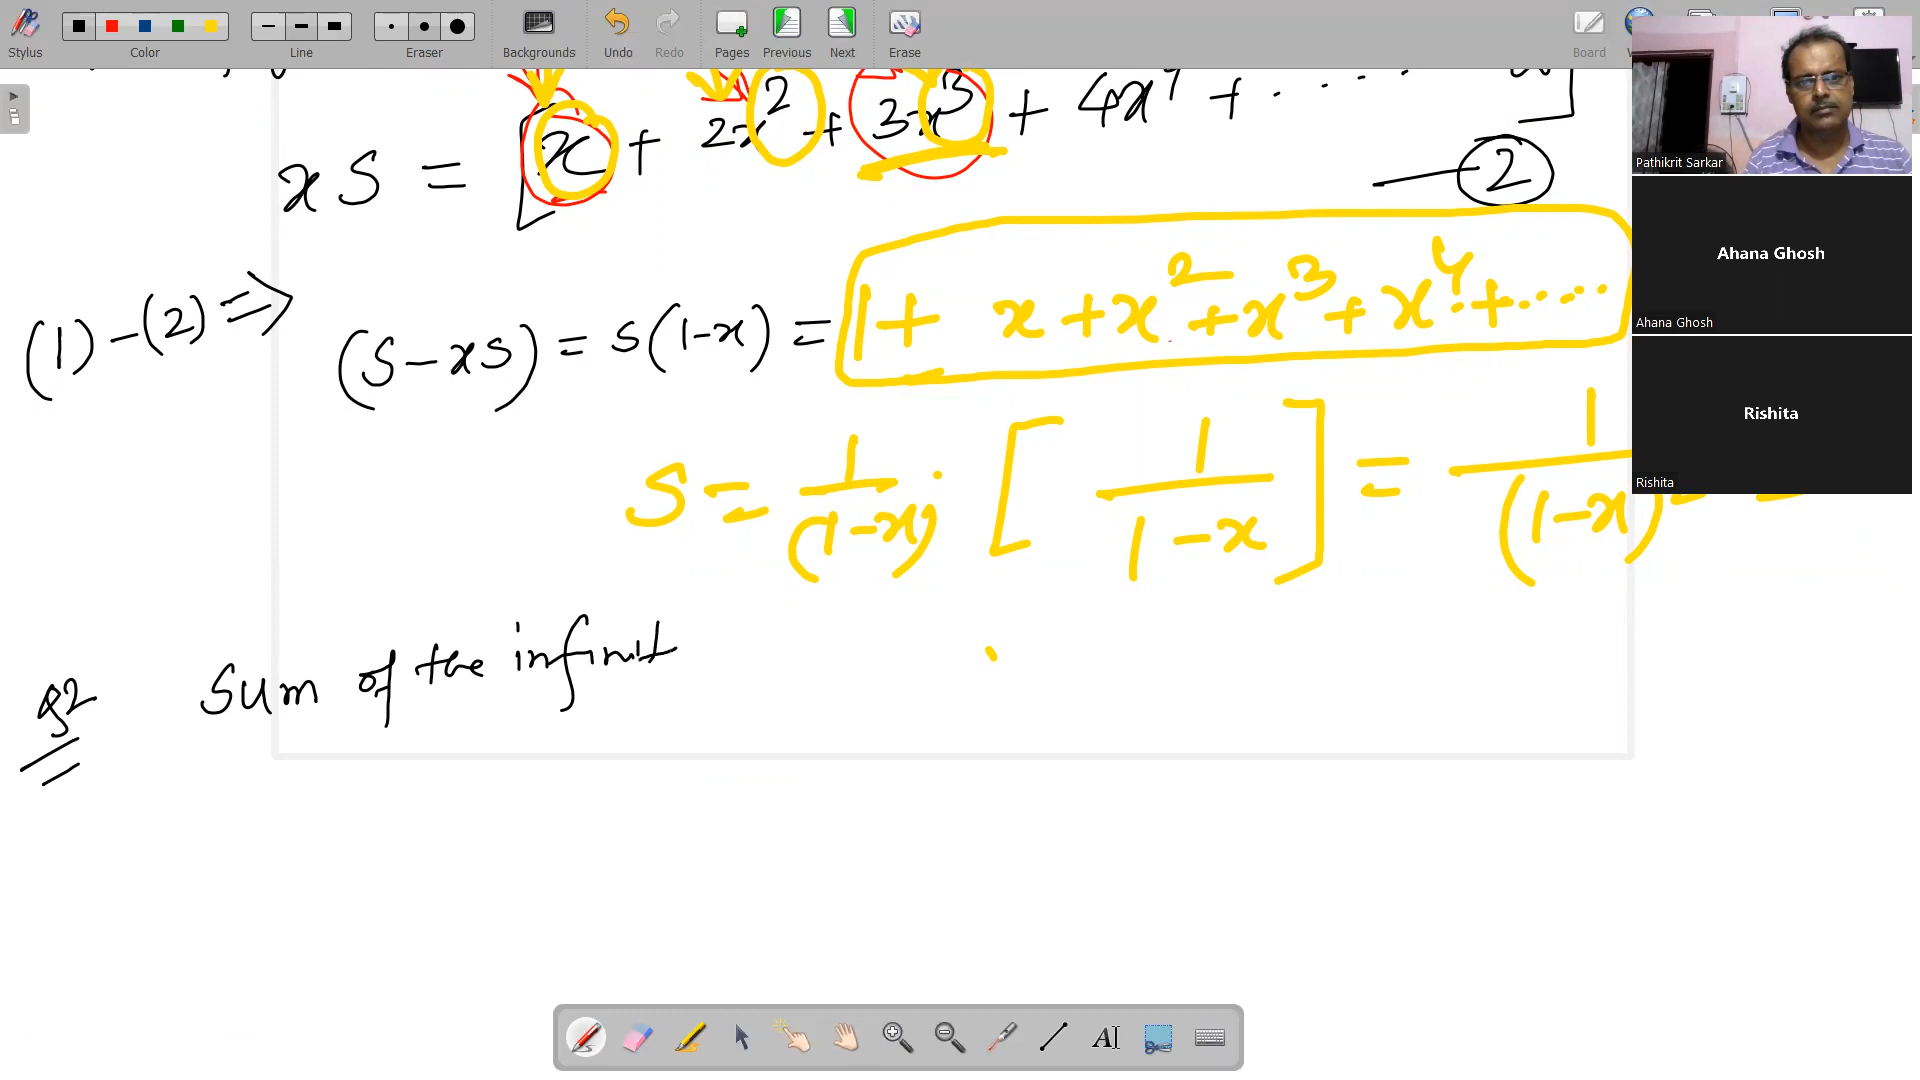 Stylus Color Line Eraser Backgrounds Undo Redo Pages Previous Next Erase Board
xS = [x + 2x² + 3x³ + 4x⁴ + ..... ]
② 
(1) - (2) ⇒ (S - xS) = S(1-x) = 1 + x + x² + x³ + x⁴ + .....
S = 1/(1-x) · [ 1/(1-x) ] = 1/(1-x)²
Q2 Sum of the infinit
Pathikrit Sarkar
Ahana Ghosh
Ahana Ghosh
Rishita
Rishita